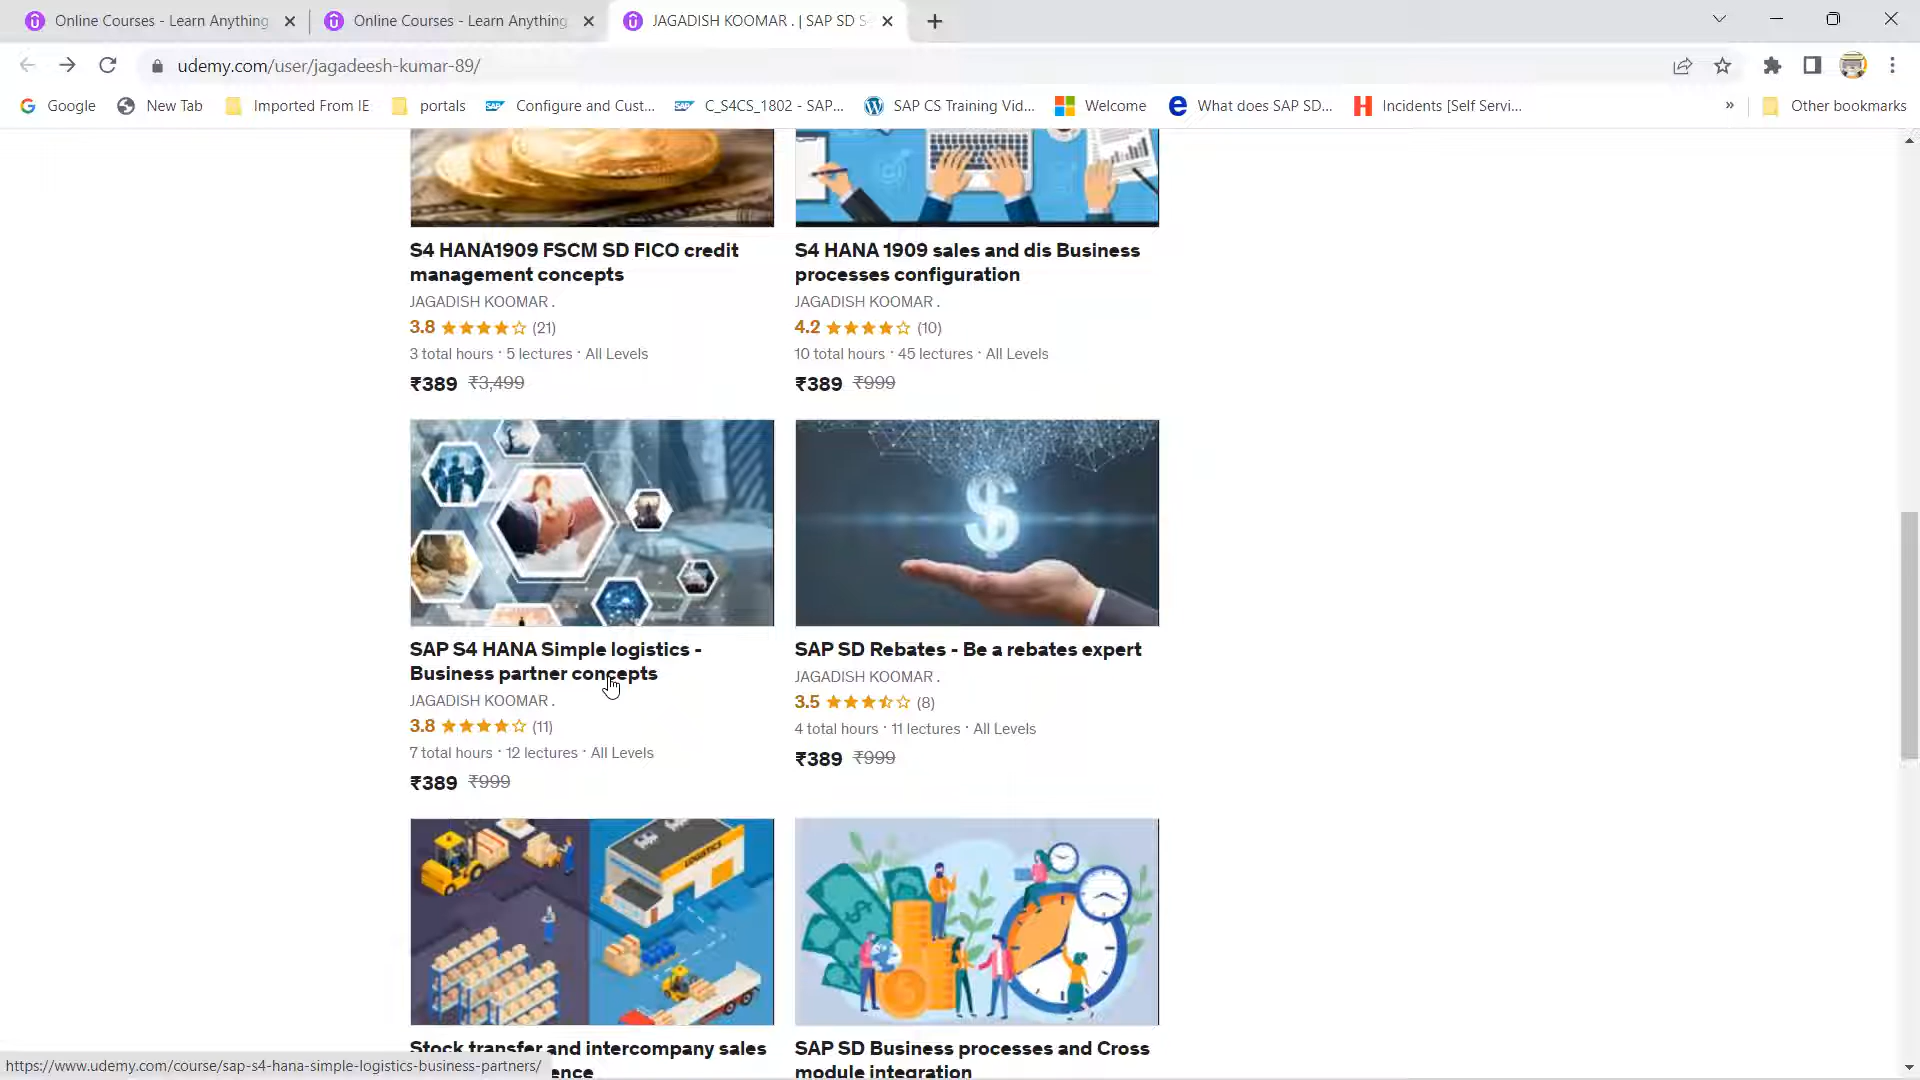 Online Courses - Learn Anything
Online Courses - Learn Anything
JAGADISH KOOMAR . | SAP SD S
udemy.com/user/jagadeesh-kumar-89/
Google
New Tab
Imported From IE
portals
Configure and Cust...
C_S4CS_1802 - SAP...
SAP CS Training Vid...
Welcome
What does SAP SD...
Incidents [Self Servi...
»
Other bookmarks
S4 HANA1909 FSCM SD FICO credit
management concepts
JAGADISH KOOMAR .
3.8 (21)
3 total hours · 5 lectures · All Levels
₹389 ₹3,499
S4 HANA 1909 sales and dis Business
processes configuration
JAGADISH KOOMAR .
4.2 (10)
10 total hours · 45 lectures · All Levels
₹389 ₹999
SAP S4 HANA Simple logistics -
Business partner concepts
JAGADISH KOOMAR .
3.8 (11)
7 total hours · 12 lectures · All Levels
₹389 ₹999
SAP SD Rebates - Be a rebates expert
JAGADISH KOOMAR .
3.5 (8)
4 total hours · 11 lectures · All Levels
₹389 ₹999
LOGISTICS
Stock transfer and intercompany sales
ence
SAP SD Business processes and Cross
module integration
https://www.udemy.com/course/sap-s4-hana-simple-logistics-business-partners/